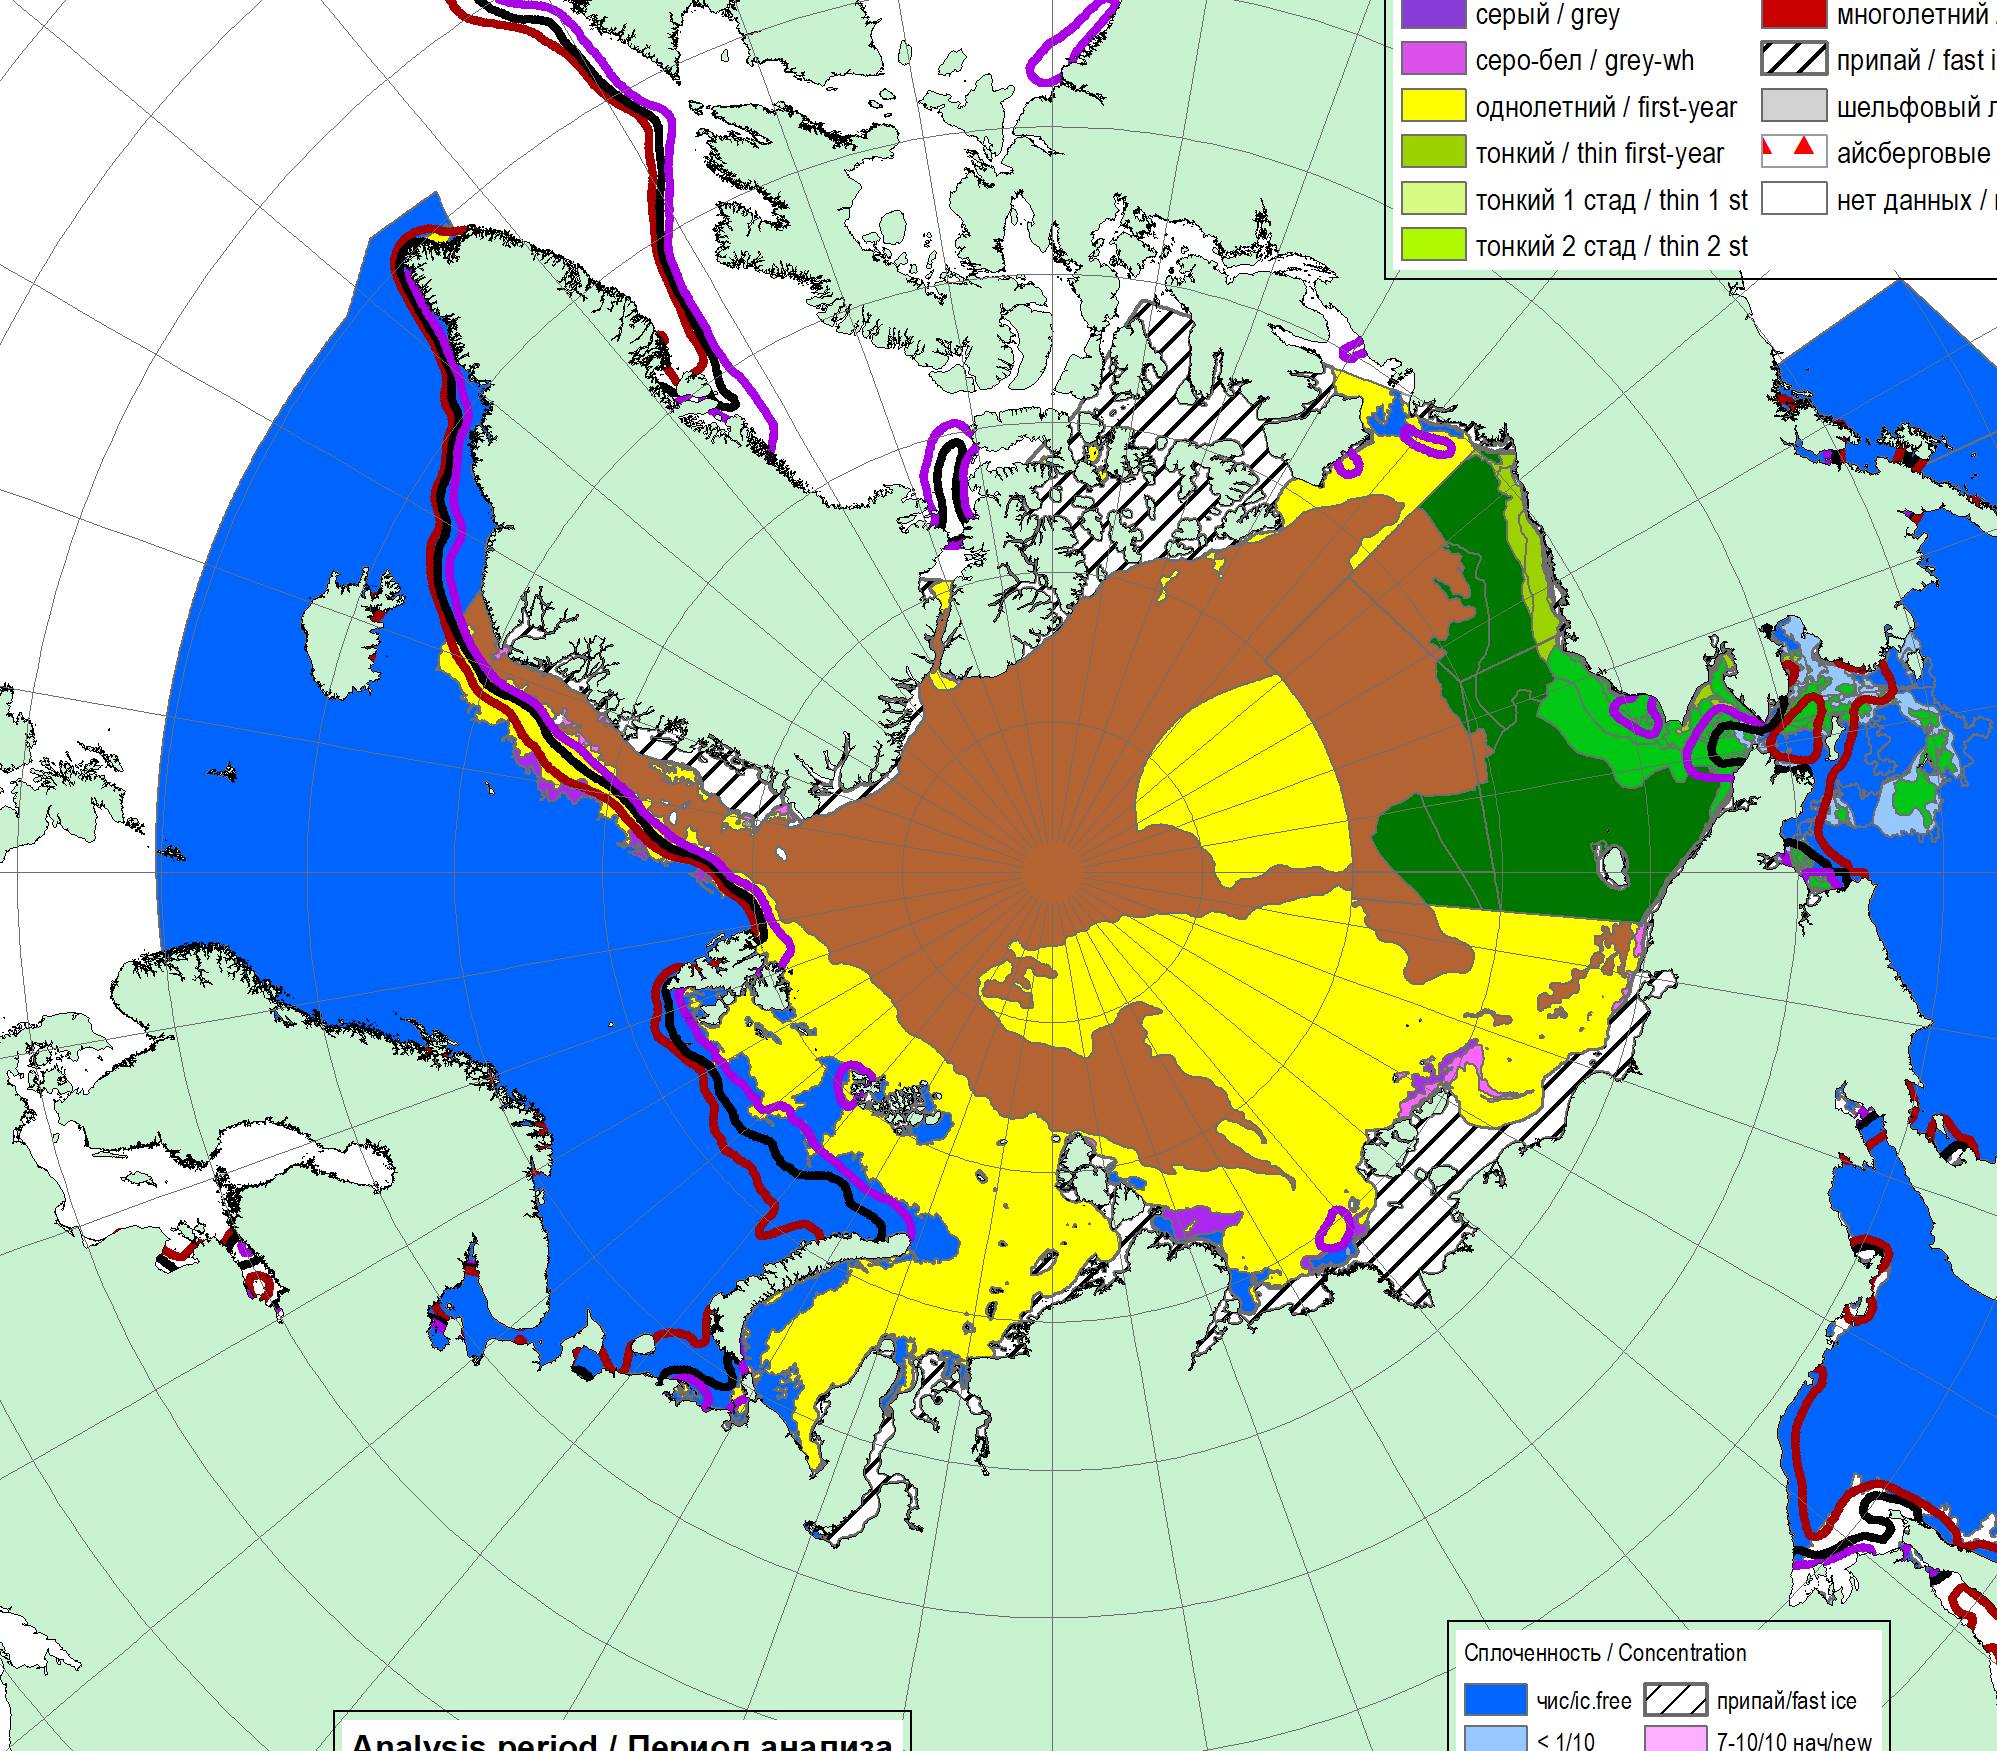 серый / grey
серо-бел / grey-wh
однолетний / first-year
тонкий / thin first-year
тонкий 1 стад / thin 1 st
тонкий 2 стад / thin 2 st
многолетний /
припай / fast i
шельфовый
айсберговые
нет данных /
Сплоченность / Concentration
чис/ic.free
припай/fast ice
< 1/10
7-10/10 нач/new
Analysis period / Период анализа